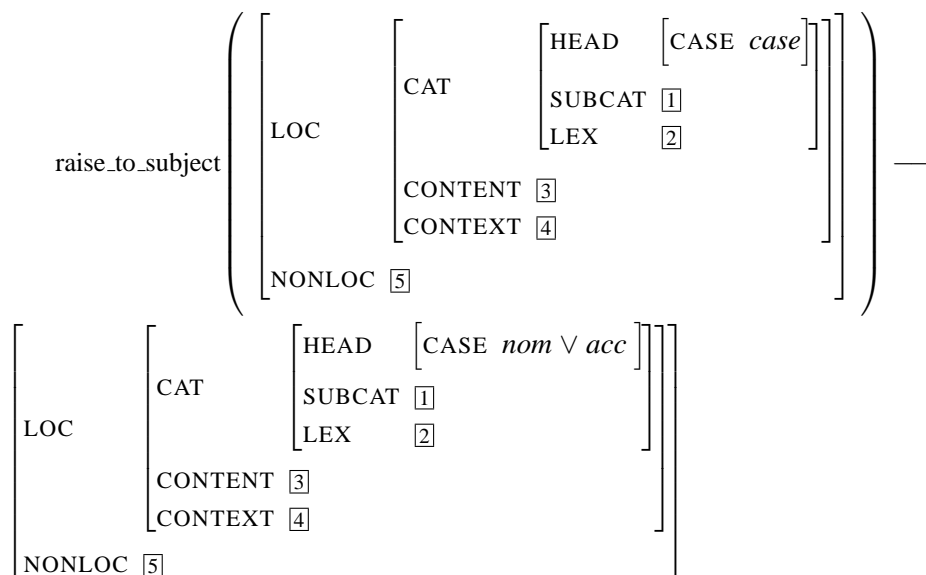 HEAD [CASE case]
CAT
SUBCAT 1
LOC
LEX 2
raise_to_subject
—
CONTENT 3
CONTEXT 4
NONLOC 5
HEAD [CASE nom ∨ acc]
CAT
SUBCAT 1
LOC
LEX 2
CONTENT 3
CONTEXT 4
NONLOC 5